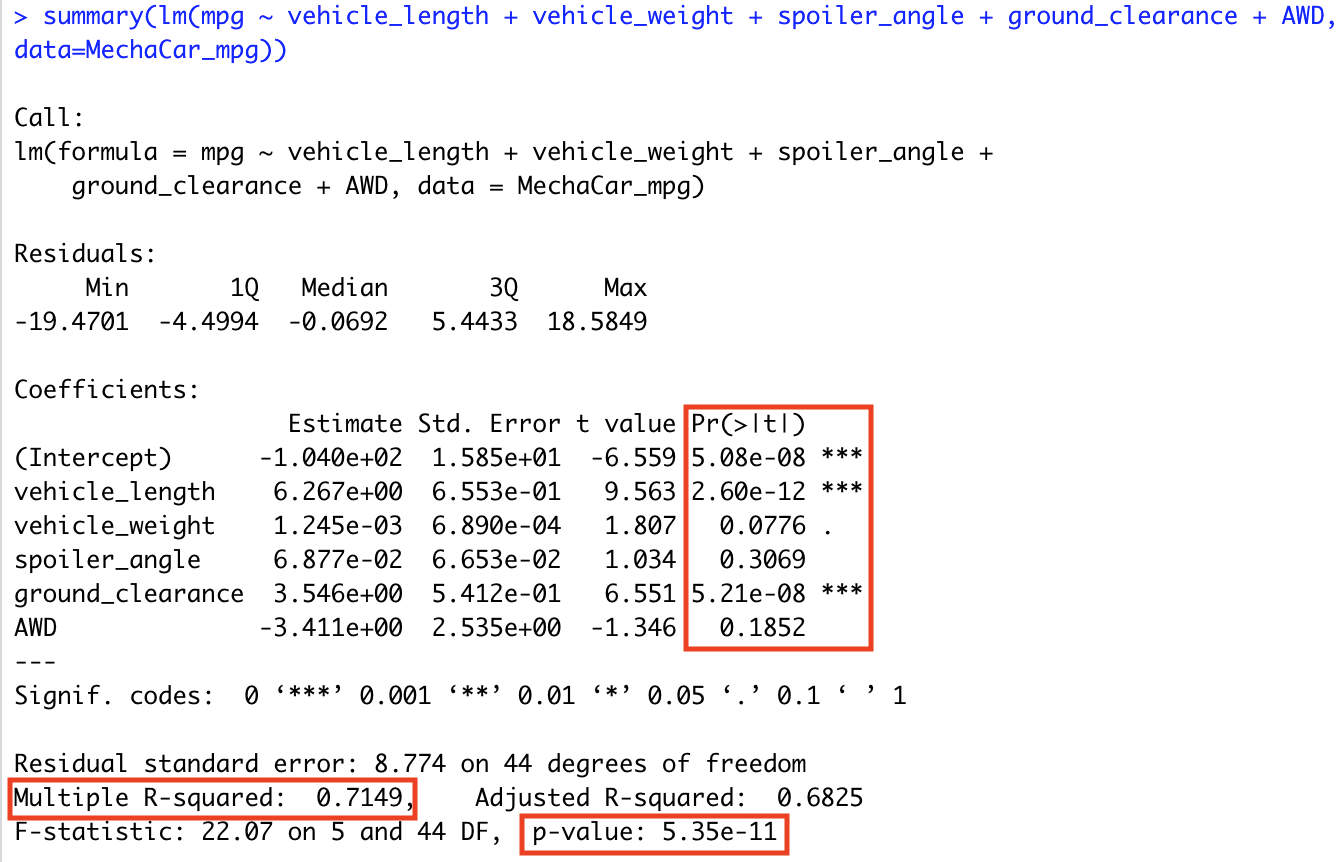 > summary(lm(mpg ~ vehicle_length + vehicle_weight + spoiler_angle + ground_clearance + AWD,
data=MechaCar_mpg))
Call:
lm(formula = mpg ~ vehicle_length + vehicle_weight + spoiler_angle +
    ground_clearance + AWD, data = MechaCar_mpg)
Residuals:
     Min       1Q   Median       3Q      Max
-19.4701  -4.4994  -0.0692   5.4433  18.5849
Coefficients:
                   Estimate Std. Error t value Pr(>|t|)
(Intercept)      -1.040e+02  1.585e+01  -6.559 5.08e-08 ***
vehicle_length    6.267e+00  6.553e-01   9.563 2.60e-12 ***
vehicle_weight    1.245e-03  6.890e-04   1.807   0.0776 .
spoiler_angle     6.877e-02  6.653e-02   1.034   0.3069
ground_clearance  3.546e+00  5.412e-01   6.551 5.21e-08 ***
AWD              -3.411e+00  2.535e+00  -1.346   0.1852
---
Signif. codes:  0 ‘***’ 0.001 ‘**’ 0.01 ‘*’ 0.05 ‘.’ 0.1 ‘ ’ 1
Residual standard error: 8.774 on 44 degrees of freedom
Multiple R-squared:  0.7149,	Adjusted R-squared:  0.6825
F-statistic: 22.07 on 5 and 44 DF,  p-value: 5.35e-11